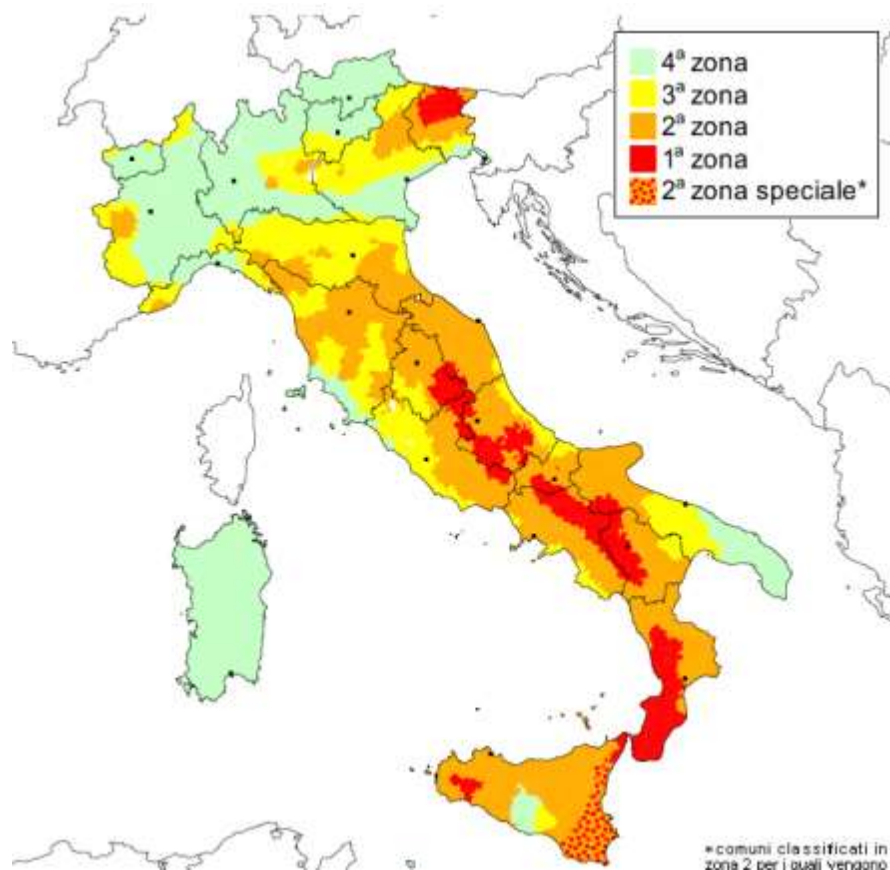 4ª zona
3ª zona
2ª zona
1ª zona
2ª zona speciale*
*comuni classificati in
zona 2 per i quali vengono